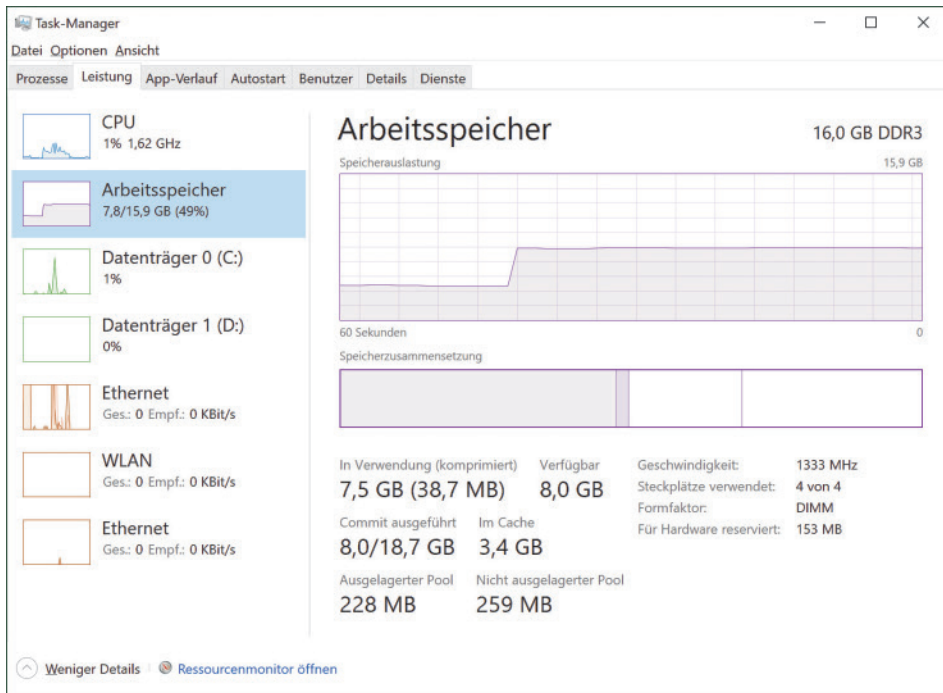 Task-Manager
Datei Optionen Ansicht
Prozesse Leistung App-Verlauf Autostart Benutzer Details Dienste
CPU
1% 1,62 GHz
Arbeitsspeicher
7,8/15,9 GB (49%)
Datenträger 0 (C:)
1%
Datenträger 1 (D:)
0%
Ethernet
Ges.: 0 Empf.: 0 KBit/s
WLAN
Ges.: 0 Empf.: 0 KBit/s
Ethernet
Ges.: 0 Empf.: 0 KBit/s
Arbeitsspeicher 16,0 GB DDR3
Speicherauslastung 15,9 GB
60 Sekunden 0
Speicherzusammensetzung
In Verwendung (komprimiert) Verfügbar
7,5 GB (38,7 MB) 8,0 GB
Commit ausgeführt Im Cache
8,0/18,7 GB 3,4 GB
Ausgelagerter Pool Nicht ausgelagerter Pool
228 MB 259 MB
Geschwindigkeit: 1333 MHz
Steckplätze verwendet: 4 von 4
Formfaktor: DIMM
Für Hardware reserviert: 153 MB
Weniger Details Ressourcenmonitor öffnen